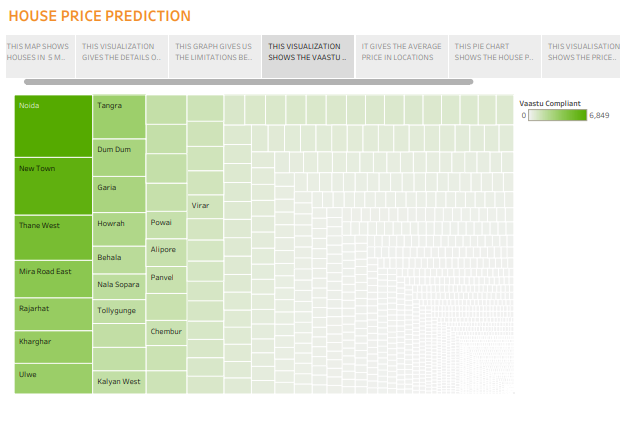 HOUSE PRICE PREDICTION
THIS MAP SHOWS
HOUSES IN 5 M..
THIS VISUALIZATION
GIVES THE DETAILS O..
THIS GRAPH GIVES US
THE LIMITATIONS BE..
THIS VISUALIZATION
SHOWS THE VAASTU ..
IT GIVES THE AVERAGE
PRICE IN LOCATIONS
THIS PIE CHART
SHOWS THE HOUSE P..
THIS VISUALISATION
SHOWS THE PRICE..
Vaastu Compliant
0 6,849
Noida
New Town
Thane West
Mira Road East
Rajarhat
Kharghar
Ulwe
Tangra
Dum Dum
Garia
Howrah
Behala
Nala Sopara
Tollygunge
Kalyan West
Powai
Alipore
Panvel
Chembur
Virar